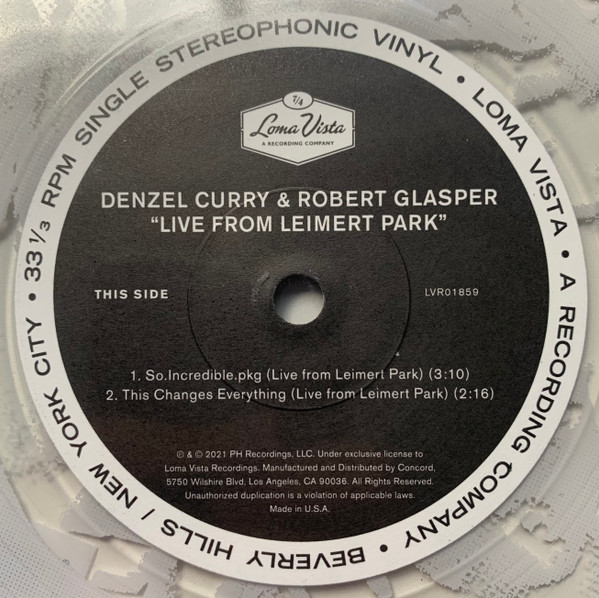 33 ⅓ RPM SINGLE STEREOPHONIC VINYL • LOMA VISTA • A RECORDING COMPANY • BEVERLY HILLS / NEW YORK CITY •
7/4
Loma Vista
A RECORDING COMPANY
DENZEL CURRY & ROBERT GLASPER
“LIVE FROM LEIMERT PARK”
THIS SIDE
LVR01859
1. So.Incredible.pkg (Live from Leimert Park) (3:10)
2. This Changes Everything (Live from Leimert Park) (2:16)
℗ & © 2021 PH Recordings, LLC. Under exclusive license to
Loma Vista Recordings. Manufactured and Distributed by Concord,
5750 Wilshire Blvd, Los Angeles, CA 90036. All Rights Reserved.
Unauthorized duplication is a violation of applicable laws.
Made in U.S.A.